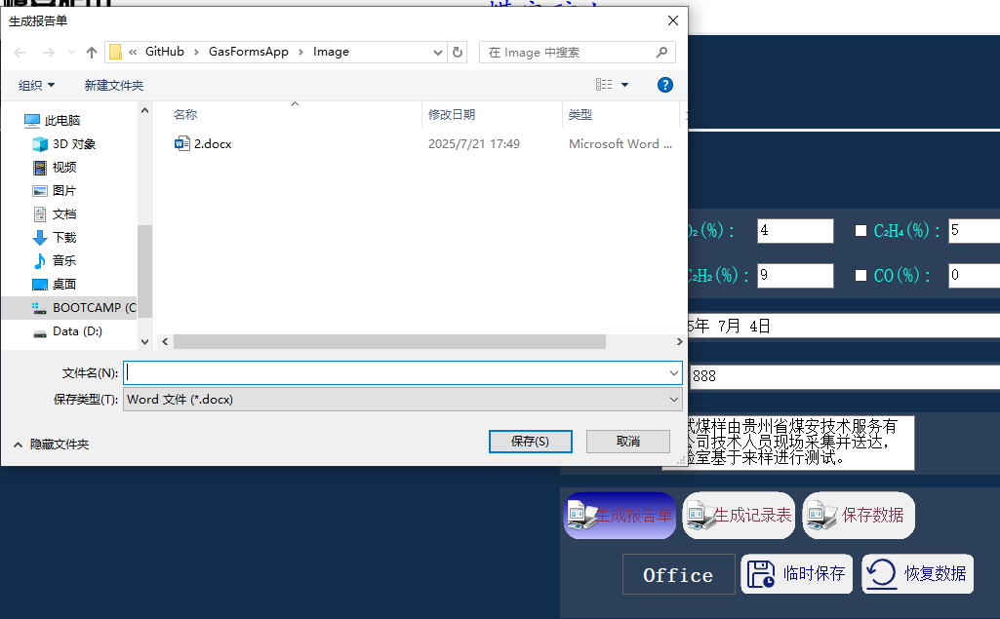 生成报告单
« GitHub › GasFormsApp › Image
在 Image 中搜索
组织
新建文件夹
?
名称
修改日期
类型
此电脑
3D 对象
视频
图片
文档
下载
音乐
桌面
BOOTCAMP (C
Data (D:)
2.docx
2025/7/21 17:49
Microsoft Word ...
文件名(N):
保存类型(T):
Word 文件 (*.docx)
隐藏文件夹
保存(S)
取消
₂(%)：
4
C₂H₄(%)：
5
C₂H₂(%)：
9
CO(%)：
0
5年 7月 4日
888
试煤样由贵州省煤安技术服务有
公司技术人员现场采集并送达，
验室基于来样进行测试。
生成报告单
生成记录表
保存数据
Office
临时保存
恢复数据